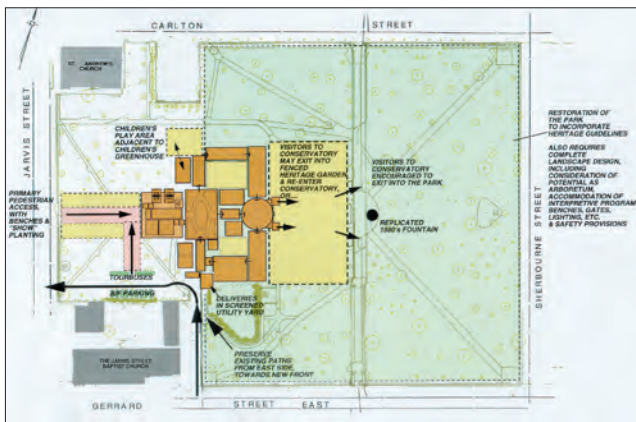 CARLTON STREET
ST. ANDREW'S
CHURCH
JARVIS STREET
CHILDREN'S
PLAY AREA
ADJACENT TO
CHILDREN'S
GREENHOUSE
VISITORS TO
CONSERVATORY
MAY EXIT INTO
FENCED
HERITAGE GARDEN,
& RE-ENTER
CONSERVATORY,
OR...
VISITORS TO
CONSERVATORY
ENCOURAGED TO
EXIT INTO THE PARK.
RESTORATION OF
THE PARK
TO INCORPORATE
HERITAGE GUIDELINES
ALSO REQUIRES
COMPLETE
LANDSCAPE DESIGN,
INCLUDING
CONSIDERATION OF
POTENTIAL AS
ARBORETUM,
ACCOMMODATION OF
INTERPRETIVE PROGRAM
BENCHES, GATES,
LIGHTING, ETC.
& SAFETY PROVISIONS
PRIMARY
PEDESTRIAN
ACCESS,
WITH
BENCHES &
"SHOW"
PLANTING
REPLICATED
1880's FOUNTAIN
SHERBOURNE STREET
TOURBUSES
PARKING
DELIVERIES
IN SCREENED
UTILITY YARD
PRESERVE
EXISTING PATHS
FROM EAST SIDE,
TOWARDS NEW FRONT
THE JARVIS STREET
BAPTIST CHURCH
GERRARD STREET EAST